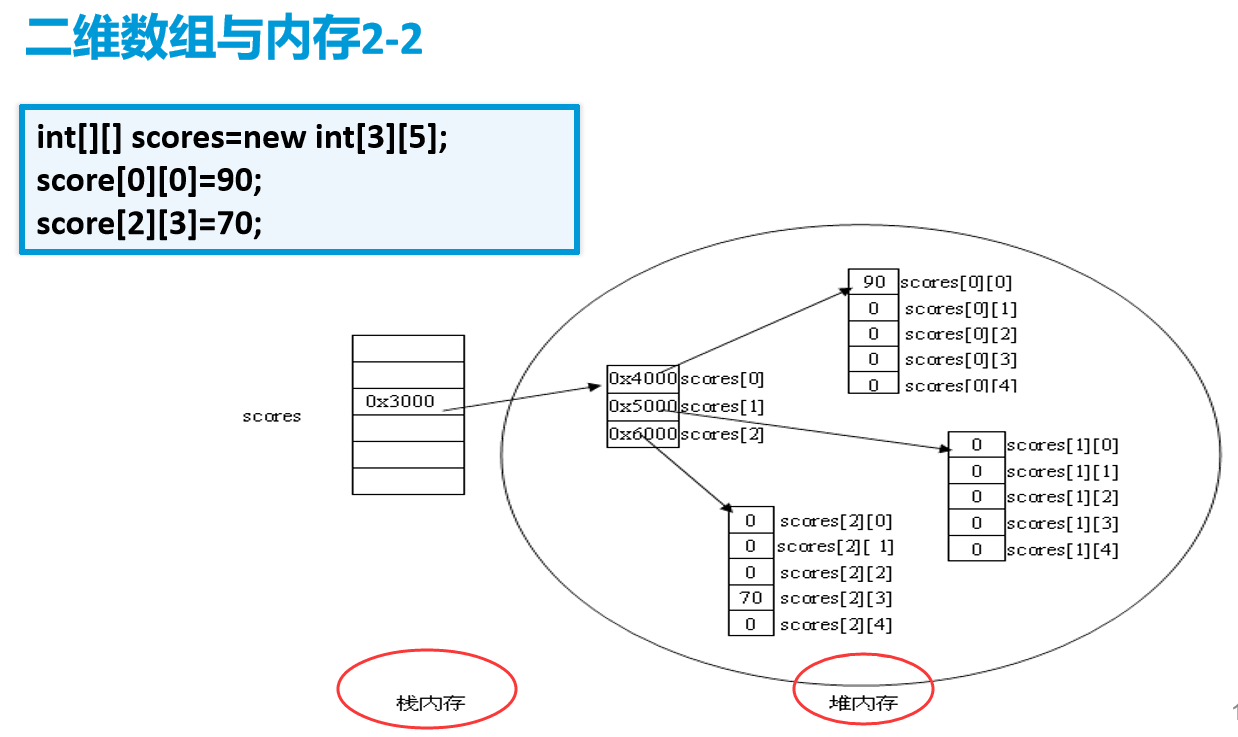 二维数组与内存2-2
int[][] scores=new int[3][5];
score[0][0]=90;
score[2][3]=70;
90 scores[0][0]
0 scores[0][1]
0 scores[0][2]
0 scores[0][3]
0 scores[0][4]
scores 0x3000
0x4000 scores[0]
0x5000 scores[1]
0x6000 scores[2]
0 scores[1][0]
0 scores[1][1]
0 scores[1][2]
0 scores[1][3]
0 scores[1][4]
0 scores[2][0]
0 scores[2][ 1]
0 scores[2][2]
70 scores[2][3]
0 scores[2][4]
栈内存
堆内存
1